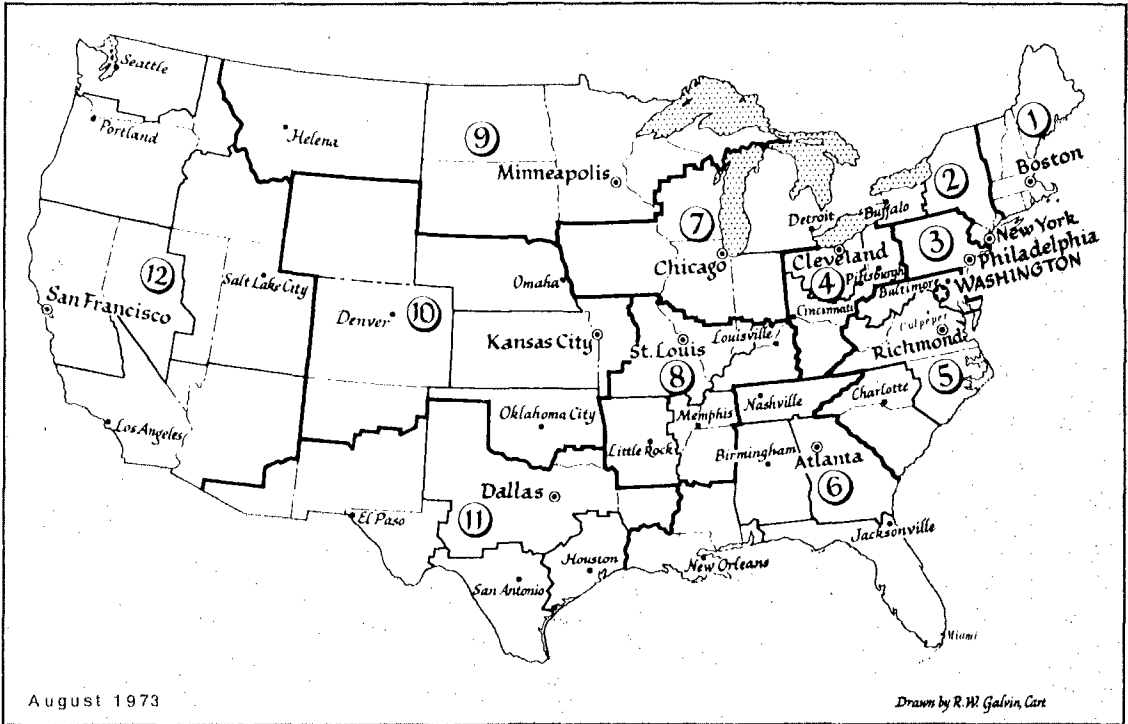 Seattle
Portland
Helena
9
Minneapolis
1
Boston
2
Detroit
Buffalo
7
Chicago
Cleveland
4
Pittsburgh
Cincinnati
3
New York
Philadelphia
WASHINGTON
Baltimore
Culpeper
Richmond
5
12
San Francisco
Salt Lake City
Denver
10
Omaha
Kansas City
St. Louis
8
Louisville
Los Angeles
Oklahoma City
Little Rock
Memphis
Nashville
Charlotte
Birmingham
Atlanta
6
Dallas
11
El Paso
Houston
San Antonio
New Orleans
Jacksonville
Miami
August 1973
Drawn by R.W. Galvin, Cart